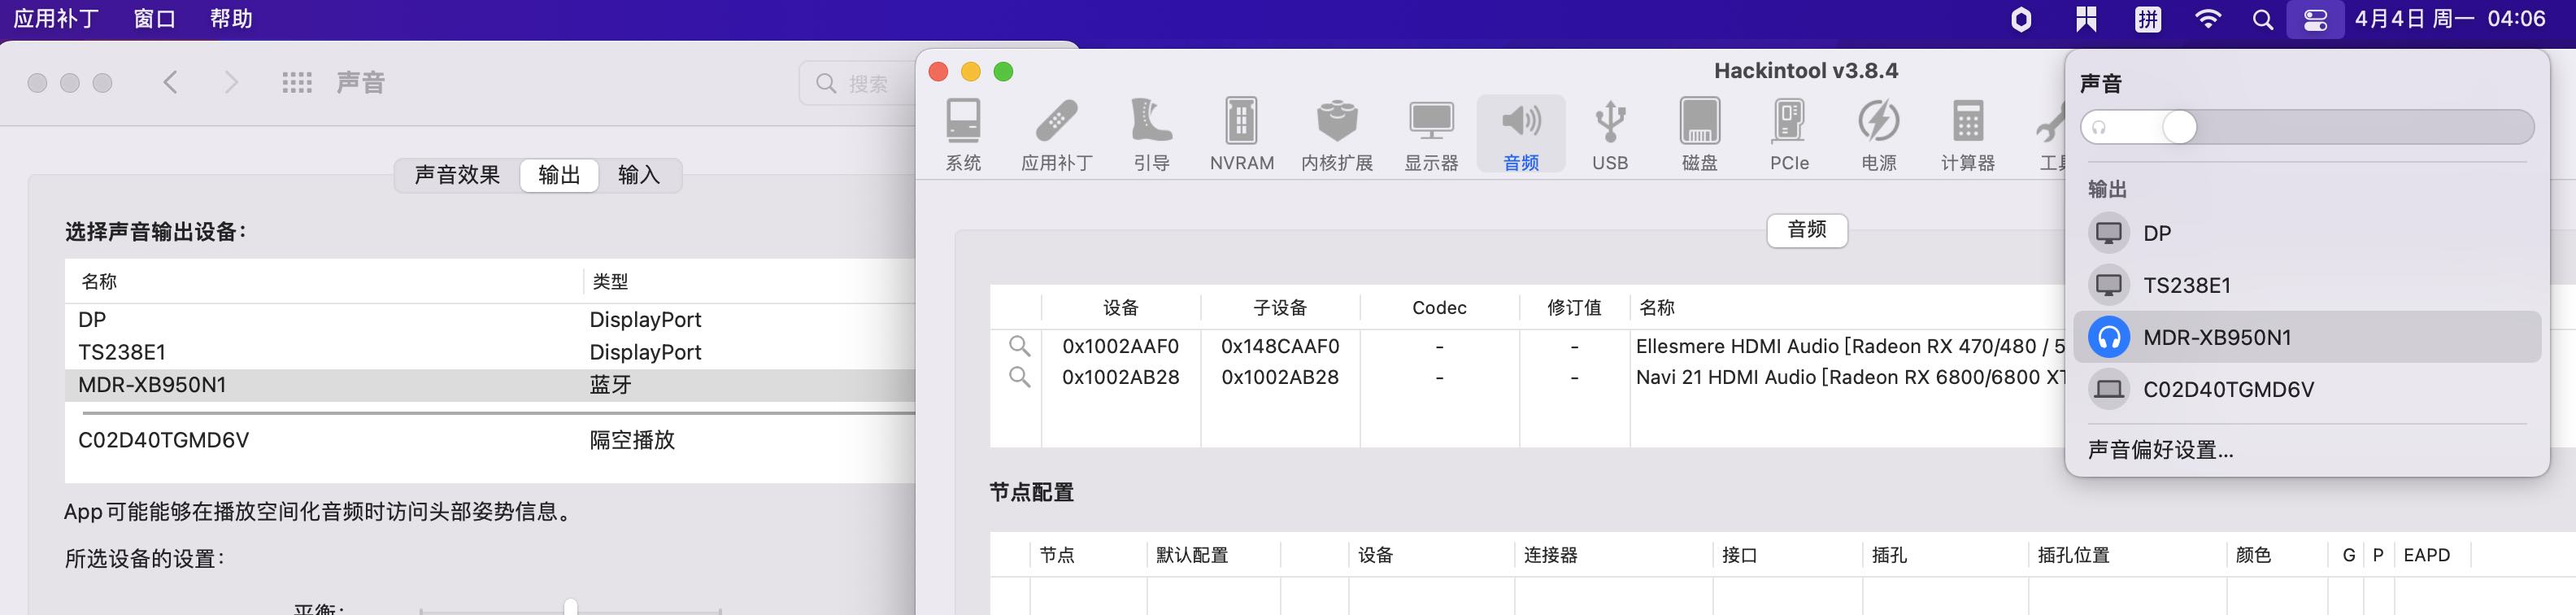 应用补丁 窗口 帮助 拼 4月4日 周一 04:06
声音 搜索
声音效果 输出 输入
选择声音输出设备：
名称 类型
DP DisplayPort
TS238E1 DisplayPort
MDR-XB950N1 蓝牙
C02D40TGMD6V 隔空播放
App可能能够在播放空间化音频时访问头部姿势信息。
所选设备的设置：
平衡：
Hackintool v3.8.4
系统 应用补丁 引导 NVRAM 内核扩展 显示器 音频 USB 磁盘 PCIe 电源 计算器 工具
音频
设备 子设备 Codec 修订值 名称
0x1002AAF0 0x148CAAF0 - - Ellesmere HDMI Audio [Radeon RX 470/480 / 5
0x1002AB28 0x1002AB28 - - Navi 21 HDMI Audio [Radeon RX 6800/6800 XT
节点配置
节点 默认配置 设备 连接器 接口 插孔 插孔位置 颜色 G P EAPD
声音
输出
DP
TS238E1
MDR-XB950N1
C02D40TGMD6V
声音偏好设置...